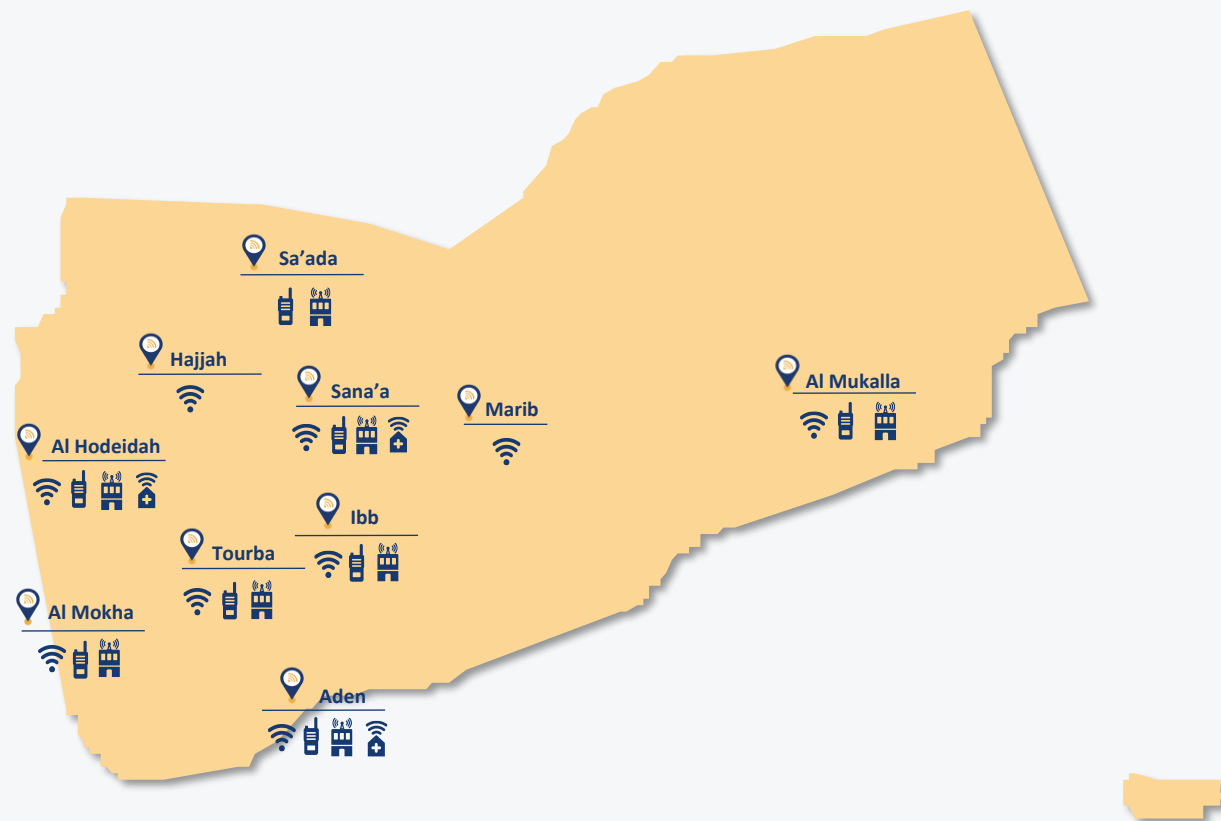 Sa’ada
Hajjah
Sana’a
Marib
Al Mukalla
Al Hodeidah
Ibb
Tourba
Al Mokha
Aden